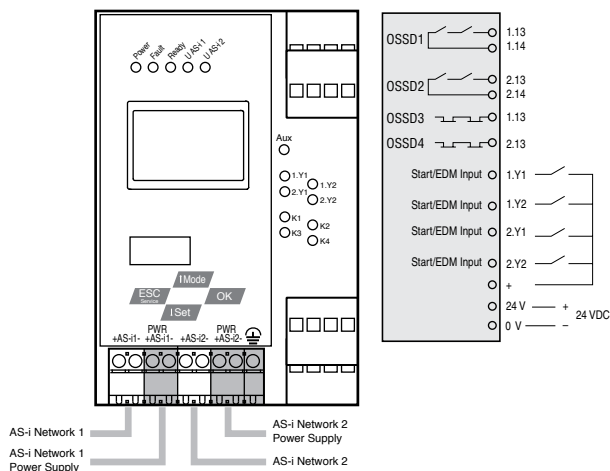 Power
Fault
Ready
U AS-i 1
U AS-i 2
Aux
1.Y1
1.Y2
2.Y1
2.Y2
K1
K2
K3
K4
I Mode
ESC
Service
OK
I Set
PWR PWR
+AS-i1- +AS-i1- +AS-i2- +AS-i2-
AS-i Network 1
AS-i Network 1
Power Supply
AS-i Network 2
Power Supply
AS-i Network 2
OSSD1 1.13
1.14
OSSD2 2.13
2.14
OSSD3 1.13
OSSD4 2.13
Start/EDM Input 1.Y1
Start/EDM Input 1.Y2
Start/EDM Input 2.Y1
Start/EDM Input 2.Y2
+
24 V +
24 VDC
0 V −